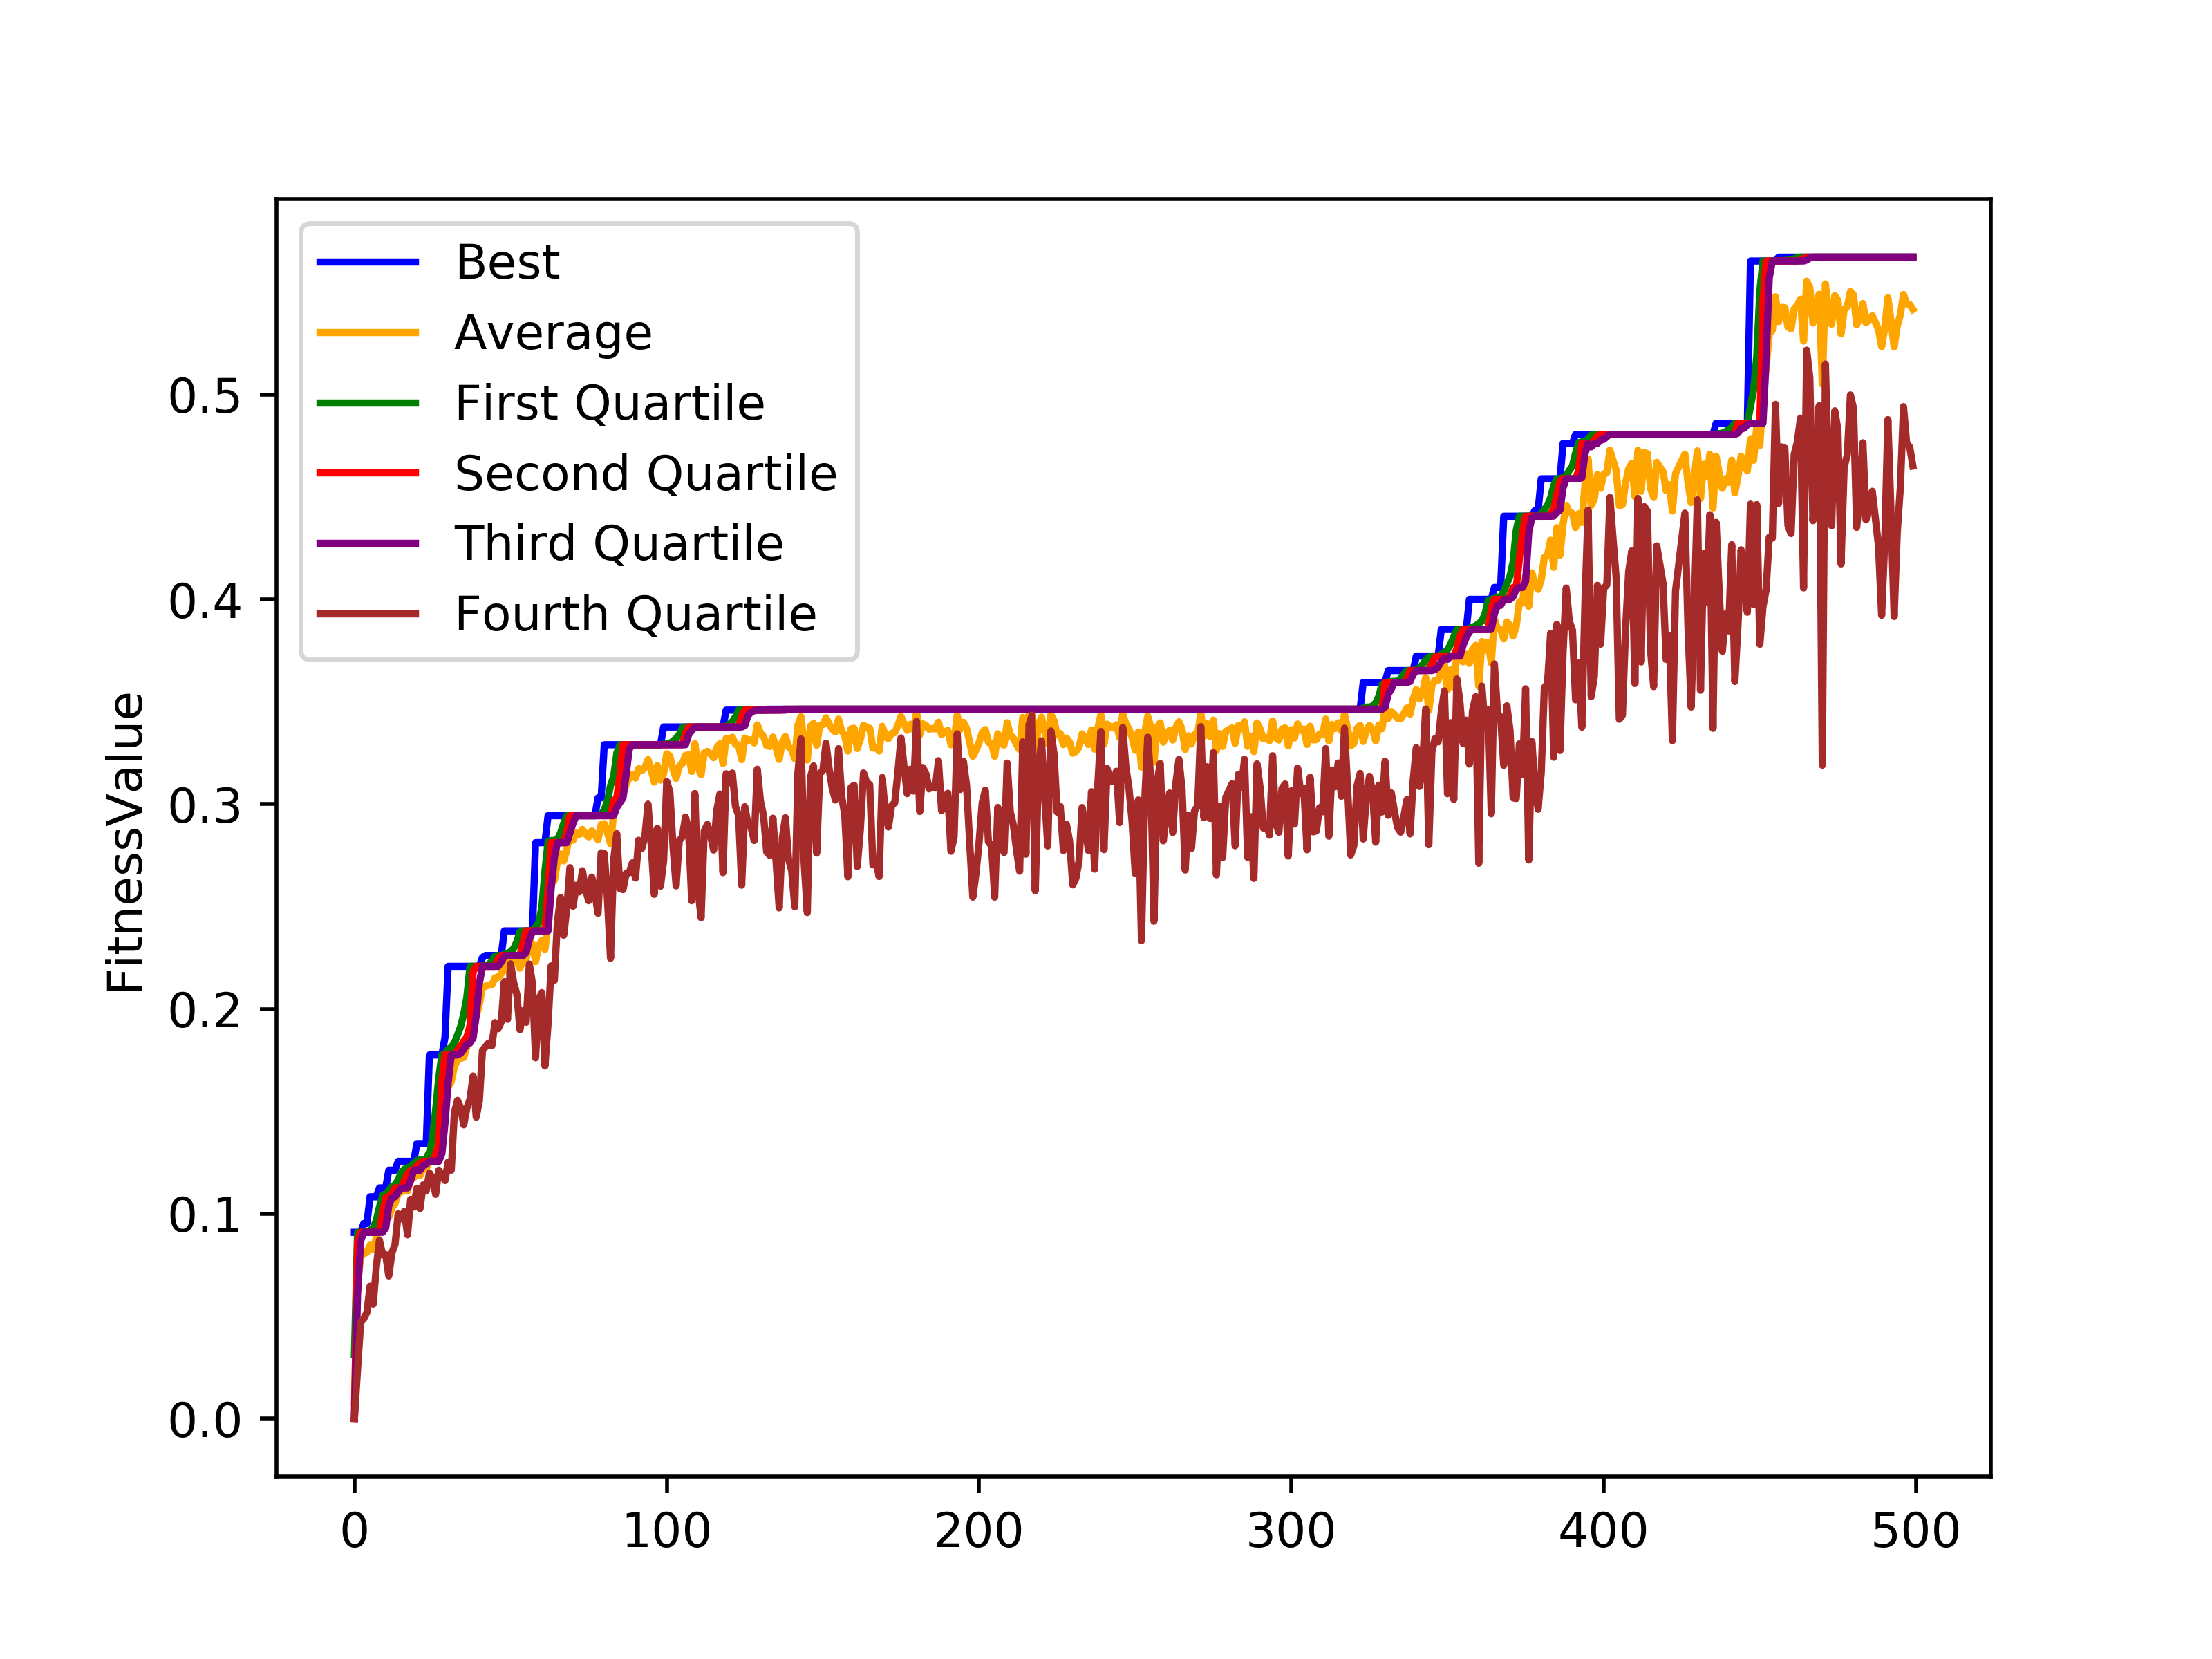 Best
Average
First Quartile
Second Quartile
Third Quartile
Fourth Quartile
FitnessValue
0.5
0.4
0.3
0.2
0.1
0.0
0 100 200 300 400 500